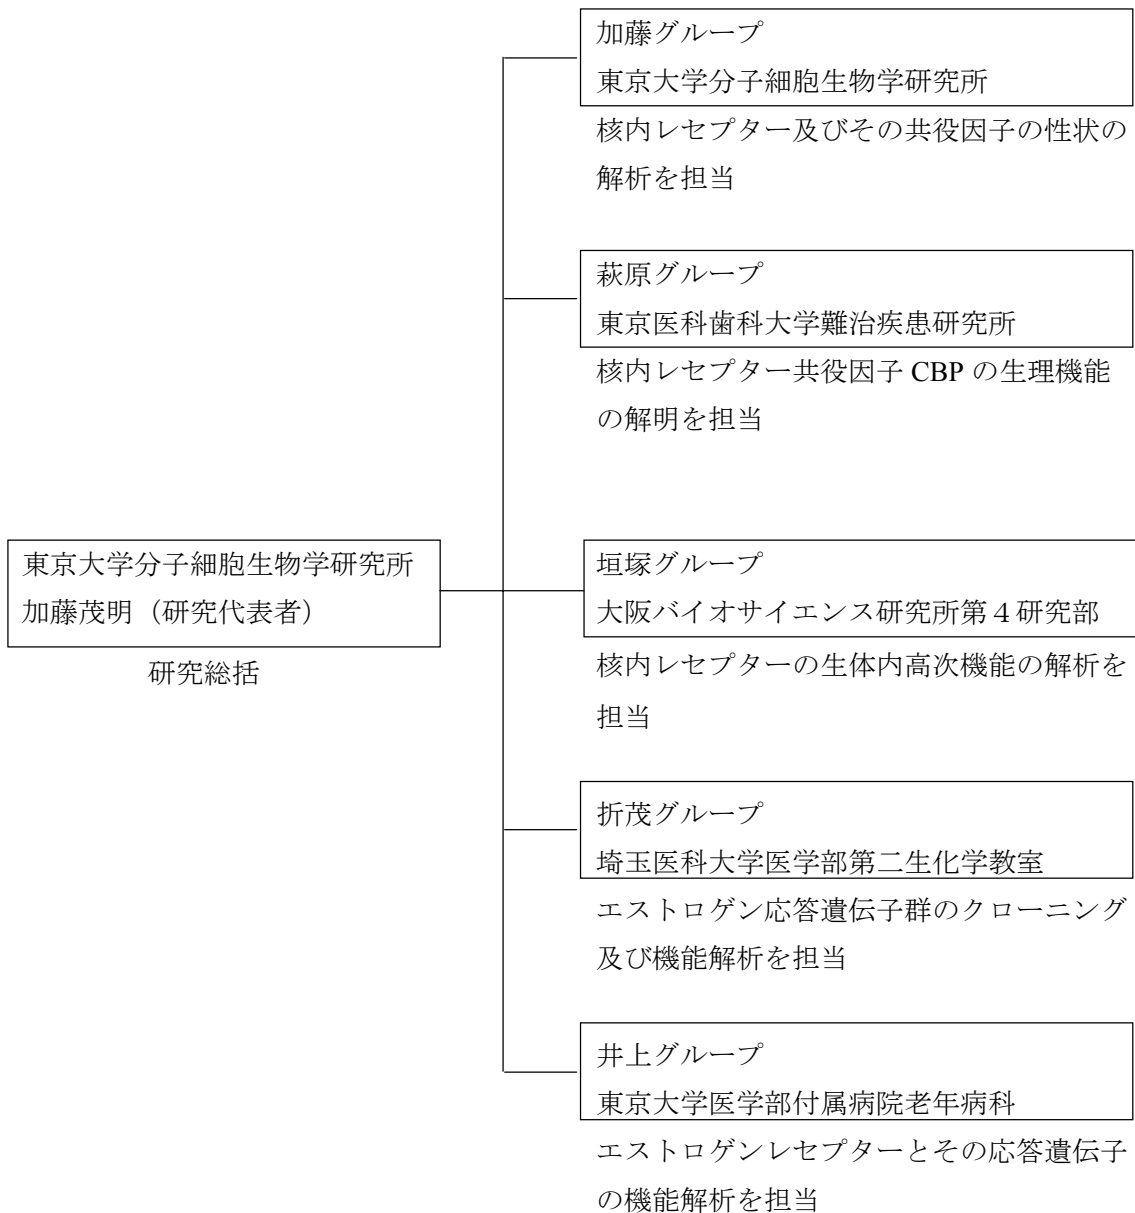 加藤グループ
東京大学分子細胞生物学研究所
核内レセプター及びその共役因子の性状の
解析を担当
萩原グループ
東京医科歯科大学難治疾患研究所
核内レセプター共役因子 CBP の生理機能
の解明を担当
東京大学分子細胞生物学研究所
加藤茂明（研究代表者）
研究総括
垣塚グループ
大阪バイオサイエンス研究所第４研究部
核内レセプターの生体内高次機能の解析を
担当
折茂グループ
埼玉医科大学医学部第二生化学教室
エストロゲン応答遺伝子群のクローニング
及び機能解析を担当
井上グループ
東京大学医学部付属病院老年病科
エストロゲンレセプターとその応答遺伝子
の機能解析を担当